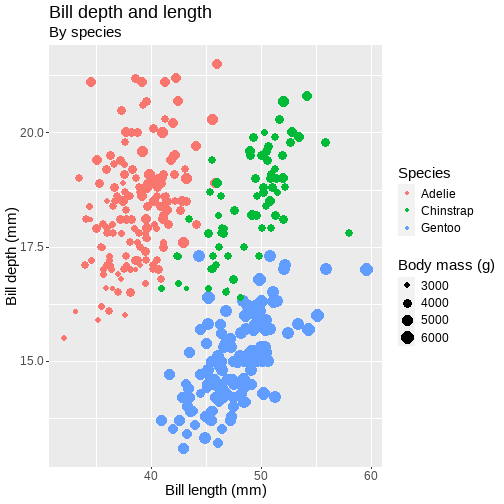 Bill depth and length
By species
Bill depth (mm)
20.0
17.5
15.0
40
50
60
Bill length (mm)
Species
Adelie
Chinstrap
Gentoo
Body mass (g)
3000
4000
5000
6000